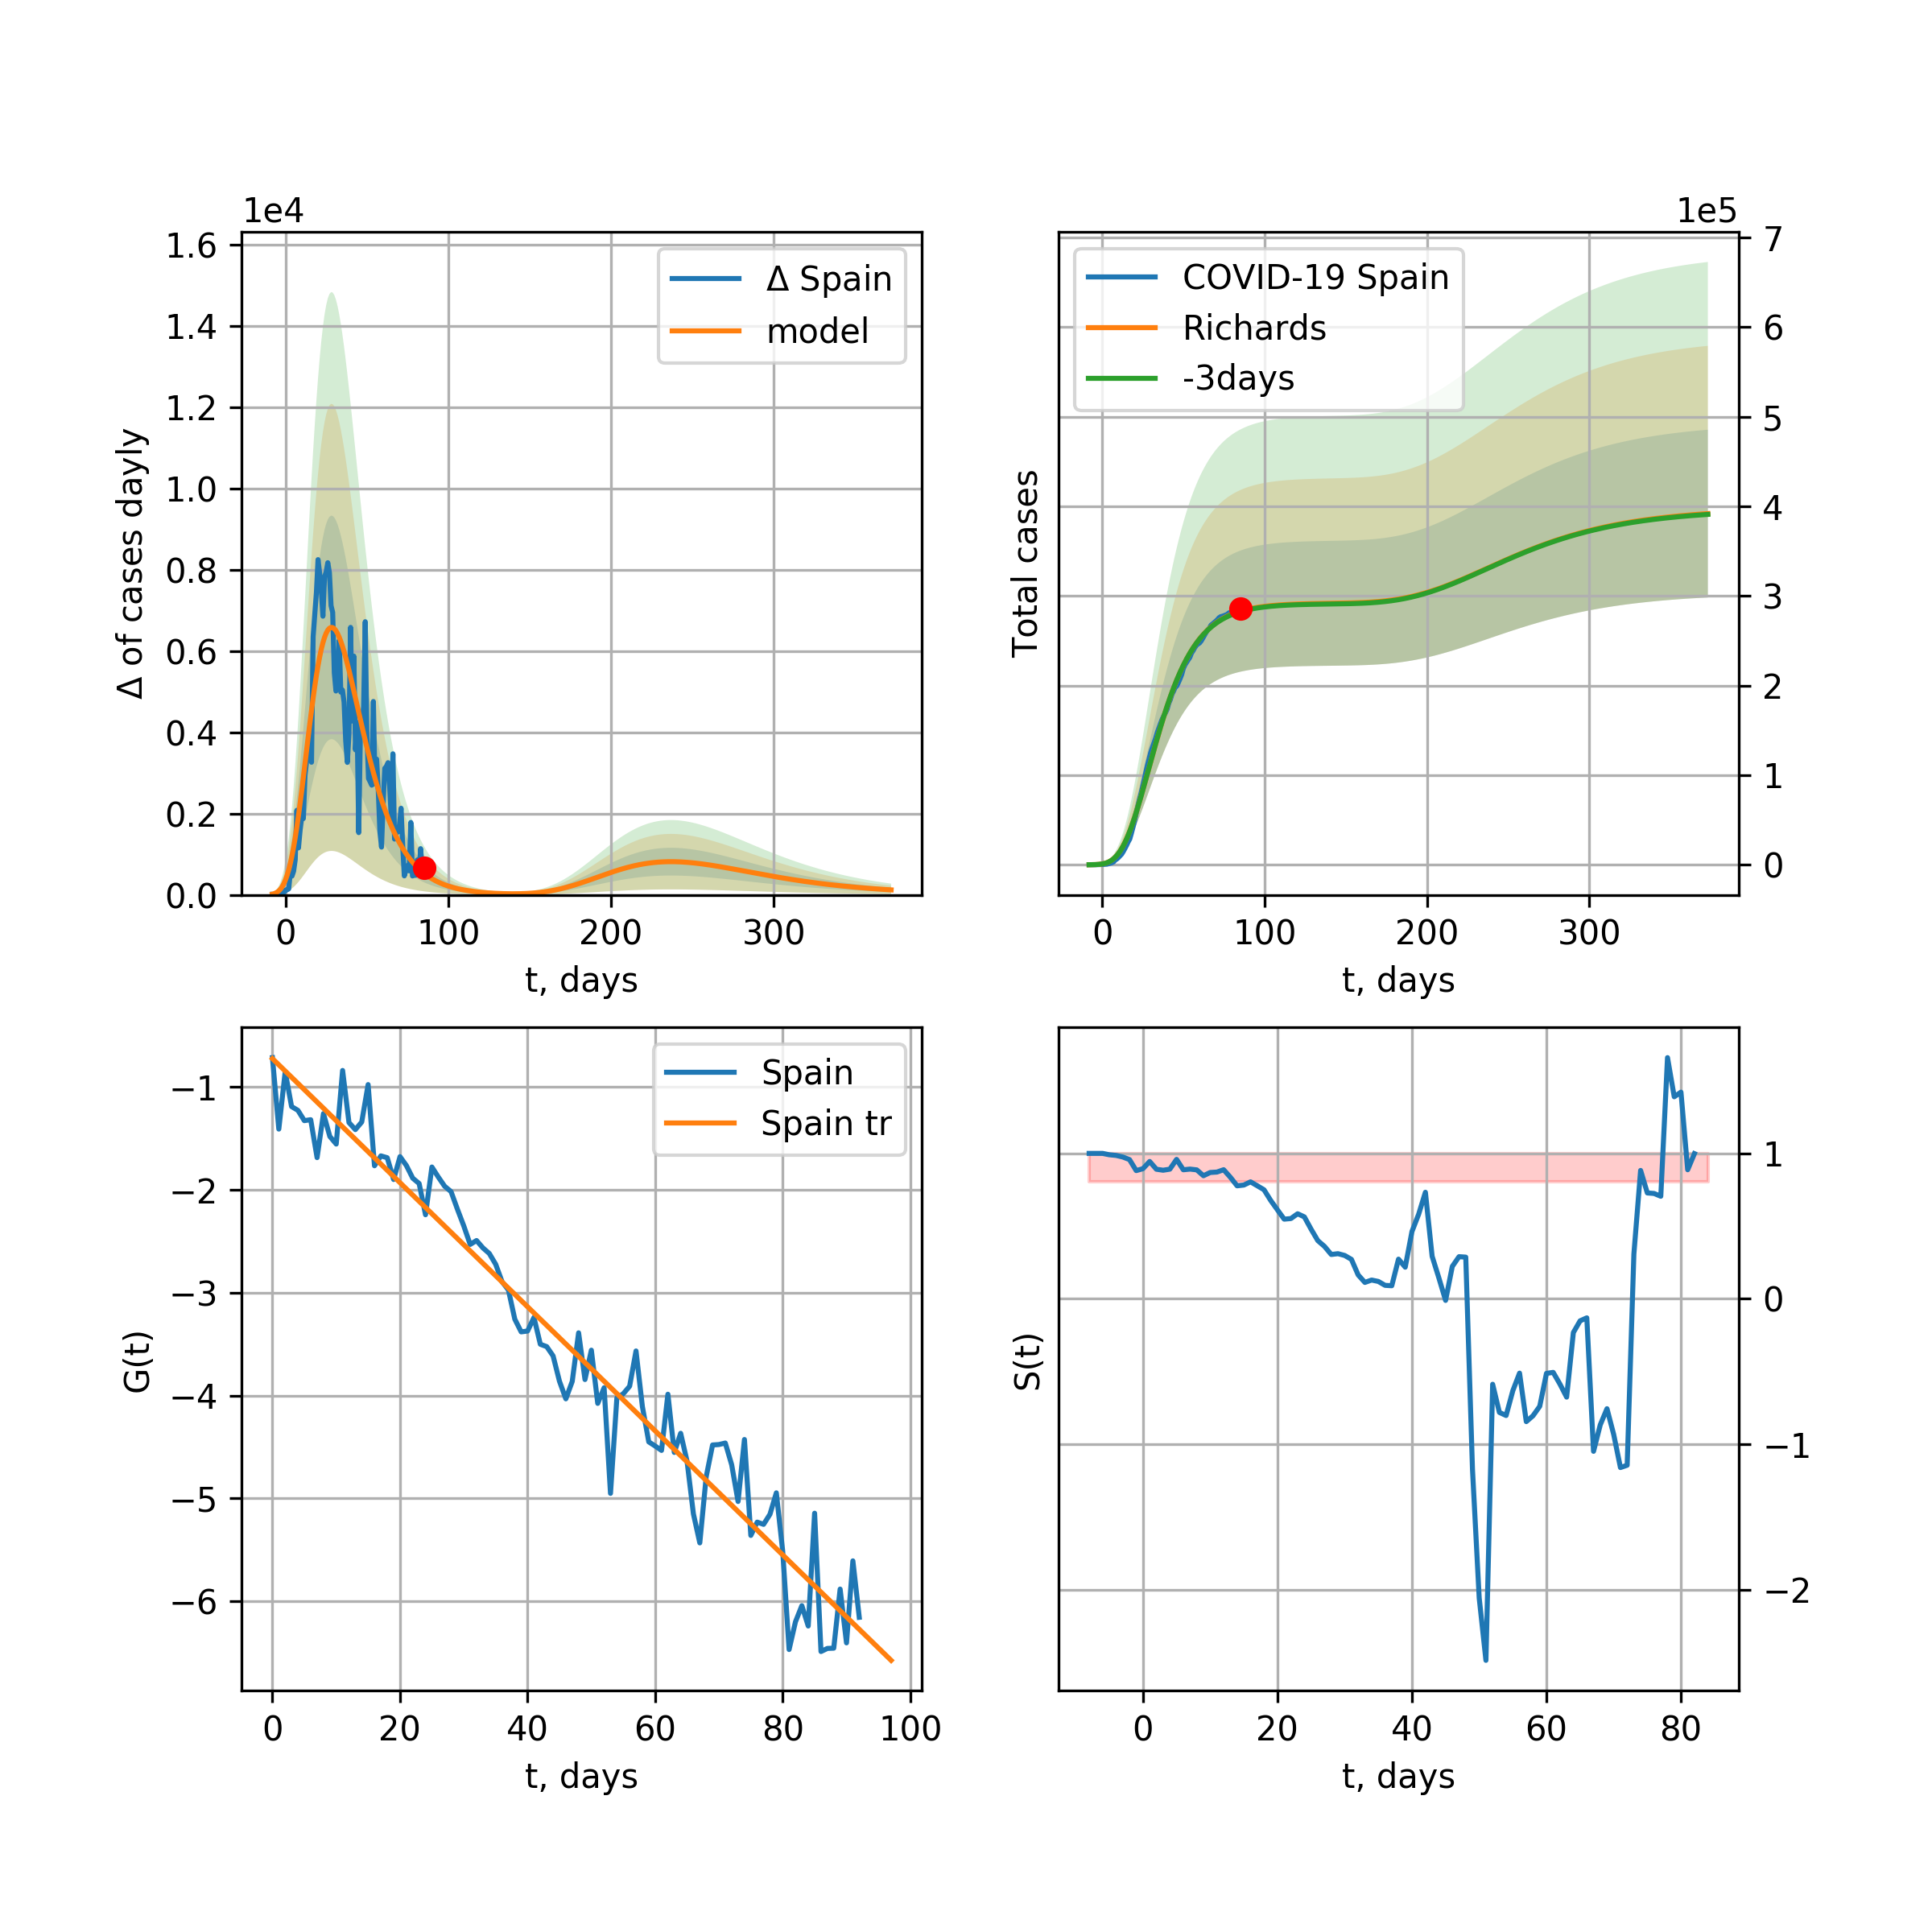 1e4
1.6
1.4
1.2
1.0
0.8
0.6
0.4
0.2
0.0
Δ of cases dayly
0 100 200 300
t, days
Δ Spain
model
1e5
7
6
5
4
3
2
1
0
Total cases
0 100 200 300
t, days
COVID-19 Spain
Richards
-3days
−1
−2
−3
−4
−5
−6
G(t)
0 20 40 60 80 100
t, days
Spain
Spain tr
1
0
−1
−2
S(t)
0 20 40 60 80
t, days